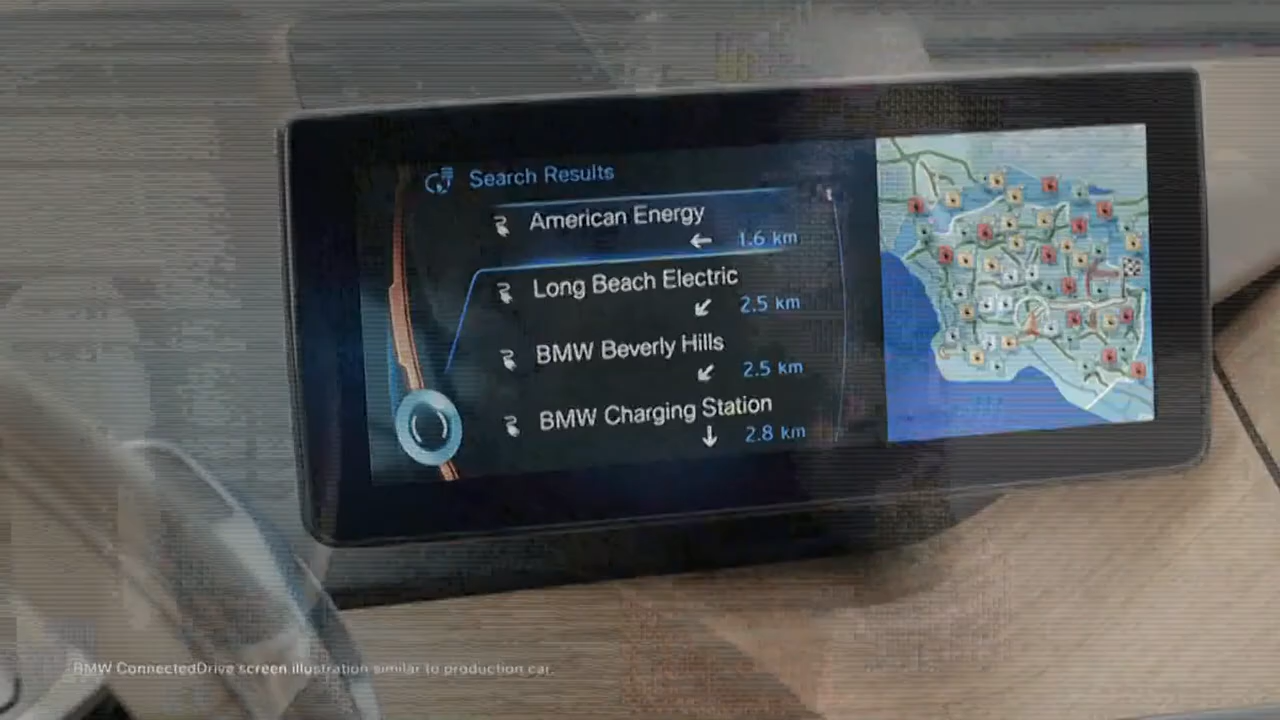 Search Results
American Energy
1.6 km
Long Beach Electric
2.5 km
BMW Beverly Hills
2.5 km
BMW Charging Station
2.8 km
BMW ConnectedDrive screen illustration similar to production car.